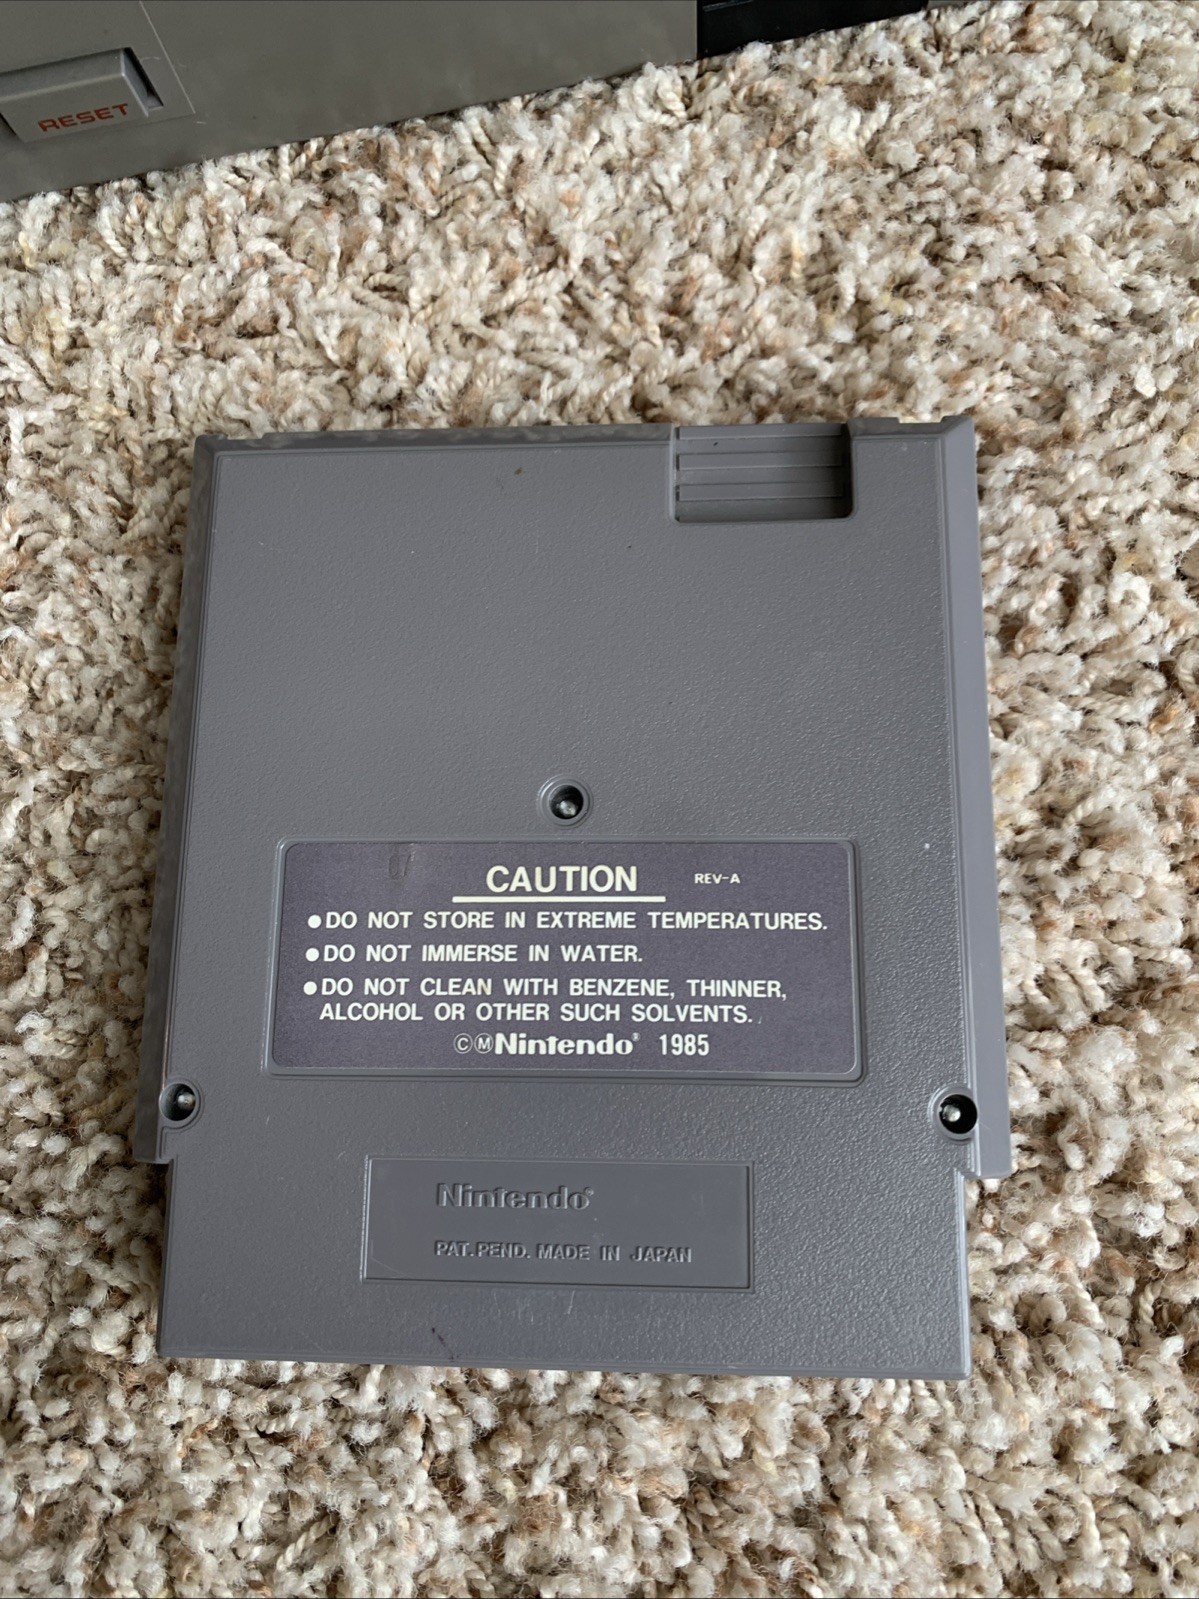 RESET
CAUTION REV-A
●DO NOT STORE IN EXTREME TEMPERATURES.
●DO NOT IMMERSE IN WATER.
●DO NOT CLEAN WITH BENZENE, THINNER,
ALCOHOL OR OTHER SUCH SOLVENTS.
ⒸⓂNintendo® 1985
Nintendo®
PAT. PEND. MADE IN JAPAN